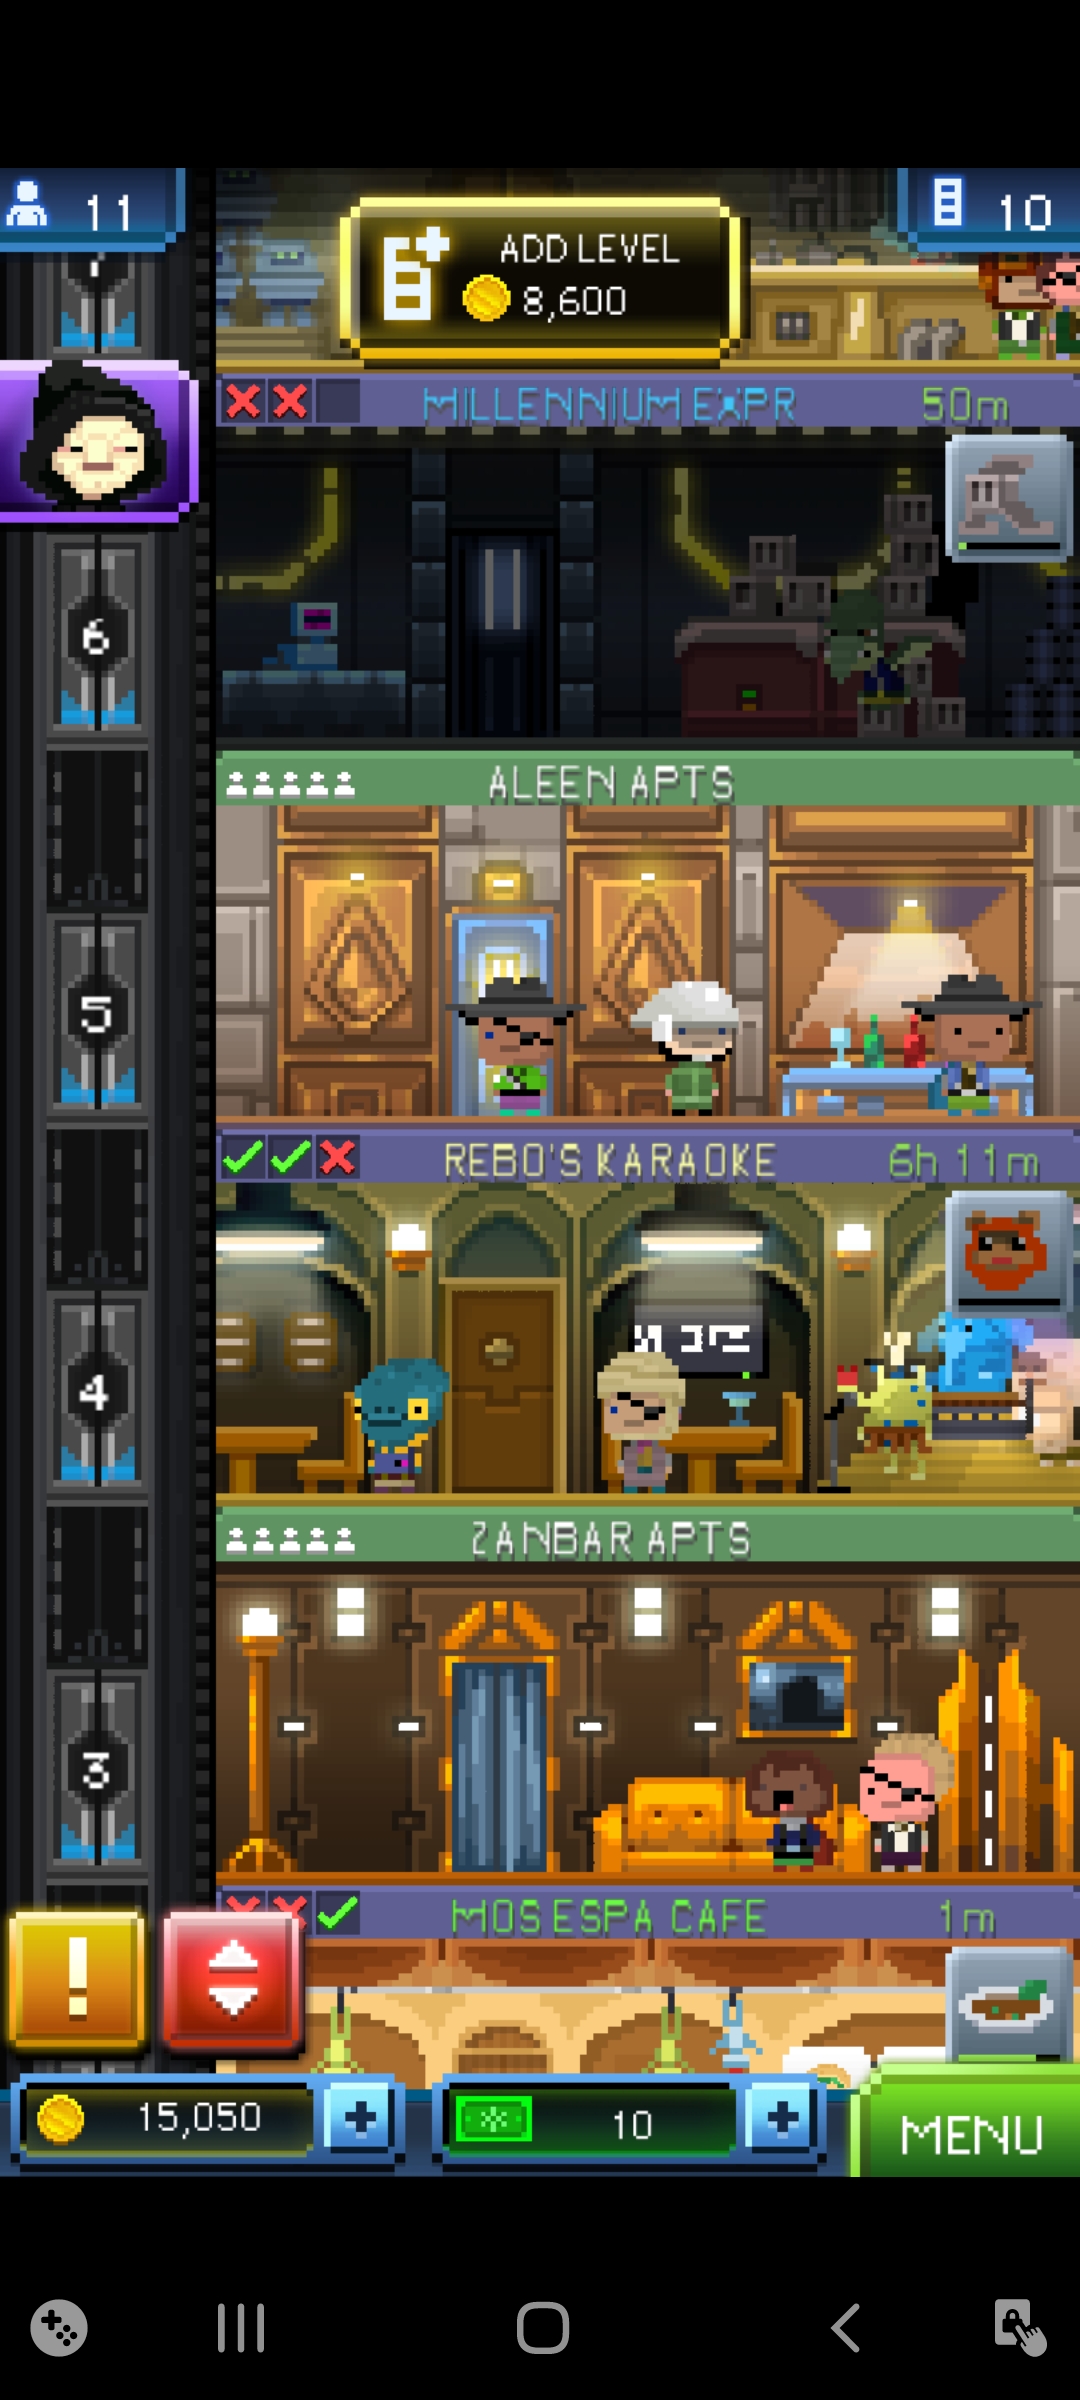 11
ADD LEVEL
8,600
10
MILLENNIUM EXPR
50m
6
ALEEN APTS
5
REBO'S KARAOKE
6h 11m
4
ZANBAR APTS
3
MOS ESPA CAFE
1m
!
15,050
+
10
+
MENU